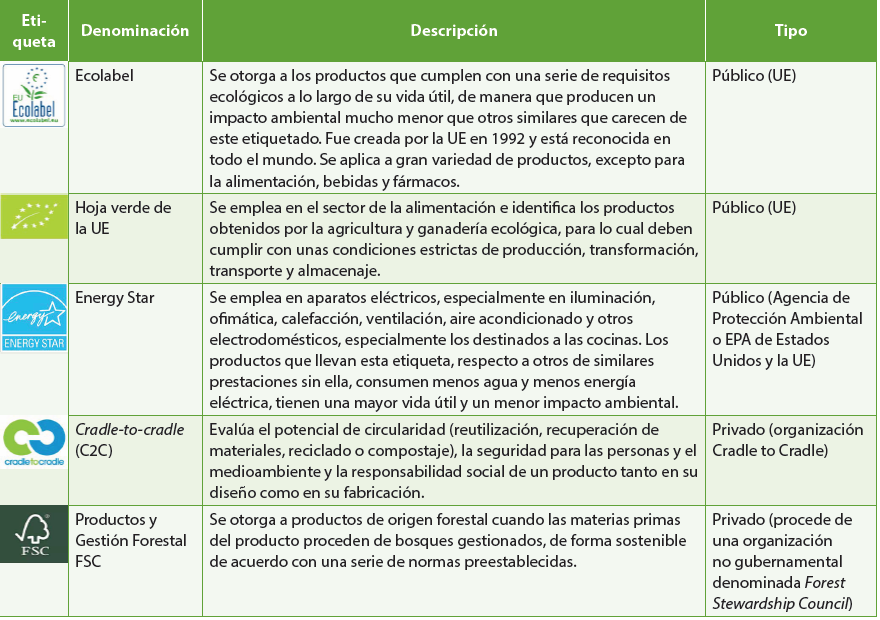 Eti-
queta
Denominación
Descripción
Tipo
EU
Ecolabel
www.ecolabel.eu
Ecolabel
Se otorga a los productos que cumplen con una serie de requisitos
ecológicos a lo largo de su vida útil, de manera que producen un
impacto ambiental mucho menor que otros similares que carecen de
este etiquetado. Fue creada por la UE en 1992 y está reconocida en
todo el mundo. Se aplica a gran variedad de productos, excepto para
la alimentación, bebidas y fármacos.
Público (UE)
Hoja verde de
la UE
Se emplea en el sector de la alimentación e identifica los productos
obtenidos por la agricultura y ganadería ecológica, para lo cual deben
cumplir con unas condiciones estrictas de producción, transformación,
transporte y almacenaje.
Público (UE)
energy
ENERGY STAR
Energy Star
Se emplea en aparatos eléctricos, especialmente en iluminación,
ofimática, calefacción, ventilación, aire acondicionado y otros
electrodomésticos, especialmente los destinados a las cocinas. Los
productos que llevan esta etiqueta, respecto a otros de similares
prestaciones sin ella, consumen menos agua y menos energía
eléctrica, tienen una mayor vida útil y un menor impacto ambiental.
Público (Agencia de
Protección Ambiental
o EPA de Estados
Unidos y la UE)
cradletocradle
Cradle-to-cradle
(C2C)
Evalúa el potencial de circularidad (reutilización, recuperación de
materiales, reciclado o compostaje), la seguridad para las personas y el
medioambiente y la responsabilidad social de un producto tanto en su
diseño como en su fabricación.
Privado (organización
Cradle to Cradle)
FSC
Productos y
Gestión Forestal
FSC
Se otorga a productos de origen forestal cuando las materias primas
del producto proceden de bosques gestionados, de forma sostenible
de acuerdo con una serie de normas preestablecidas.
Privado (procede de
una organización
no gubernamental
denominada Forest
Stewardship Council)